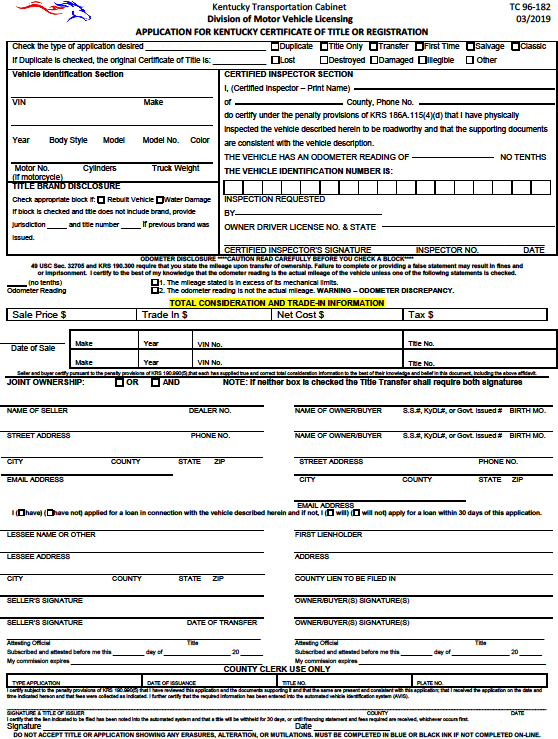 Kentucky Transportation Cabinet
TC 96-182
Division of Motor Vehicle Licensing
03/2019
APPLICATION FOR KENTUCKY CERTIFICATE OF TITLE OR REGISTRATION
Check the type of application desired Duplicate Title Only Transfer First Time Salvage Classic
If Duplicate is checked, the original Certificate of Title is: Lost Destroyed Damaged Illegible Other
Vehicle Identification Section
VIN Make
Year Body Style Model Model No. Color
Motor No. Cylinders Truck Weight
(If motorcycle)
TITLE BRAND DISCLOSURE
Check appropriate block if: Rebuilt Vehicle Water Damage
If block is checked and title does not include brand, provide
jurisdiction and title number If previous brand was
issued.
CERTIFIED INSPECTOR SECTION
I, (Certified Inspector – Print Name)
of County, Phone No.
do certify under the penalty provisions of KRS 186A.115(4)(d) that I have physically
inspected the vehicle described herein to be roadworthy and that the supporting documents
are consistent with the vehicle description.
THE VEHICLE HAS AN ODOMETER READING OF NO TENTHS
THE VEHICLE IDENTIFICATION NUMBER IS:
INSPECTION REQUESTED
BY
OWNER DRIVER LICENSE NO. & STATE
CERTIFIED INSPECTOR'S SIGNATURE INSPECTOR NO. DATE
ODOMETER DISCLOSURE ****CAUTION READ CAREFULLY BEFORE YOU CHECK A BLOCK****
49 USC Sec. 32705 and KRS 190.300 require that you state the mileage upon transfer of ownership. Failure to complete or providing a false statement may result in fines and
or imprisonment. I certify to the best of my knowledge that the odometer reading is the actual mileage of the vehicle unless one of the following statements is checked.
(no tenths) 1. The mileage stated is in excess of its mechanical limits.
Odometer Reading 2. The odometer reading is not the actual mileage. WARNING – ODOMETER DISCREPANCY.
TOTAL CONSIDERATION AND TRADE-IN INFORMATION
Sale Price $ Trade In $ Net Cost $ Tax $
Date of Sale
Make Year VIN No. Title No.
Make Year VIN No. Title No.
Seller and buyer certify pursuant to the penalty provisions of KRS 190.990(5),that each has supplied true and correct total consideration information to the best of their knowledge and belief in this document, including the above affidavit.
JOINT OWNERSHIP: OR AND NOTE: If neither box is checked the Title Transfer shall require both signatures
NAME OF SELLER DEALER NO.
STREET ADDRESS PHONE NO.
CITY COUNTY STATE ZIP
EMAIL ADDRESS
NAME OF OWNER/BUYER S.S.#, KyDL#, or Govt. Issued # BIRTH MO.
NAME OF OWNER/BUYER S.S.#, KyDL#, or Govt. Issued # BIRTH MO.
STREET ADDRESS PHONE NO.
CITY COUNTY STATE ZIP
EMAIL ADDRESS
I (have) (have not) applied for a loan in connection with the vehicle described herein and if not, I ( will) ( will not) apply for a loan within 30 days of this application.
LESSEE NAME OR OTHER
LESSEE ADDRESS
CITY COUNTY STATE ZIP
SELLER'S SIGNATURE
SELLER'S SIGNATURE DATE OF TRANSFER
Attesting Official Title
Subscribed and attested before me this day of 20
My commission expires
FIRST LIENHOLDER
ADDRESS
COUNTY LIEN TO BE FILED IN
OWNER/BUYER(S) SIGNATURE(S)
OWNER/BUYER(S) SIGNATURE(S)
Attesting Official Title
Subscribed and attested before me this day of 20
My commission expires
COUNTY CLERK USE ONLY
TYPE APPLICATION DATE OF ISSUANCE TITLE NO. PLATE NO.
I certify subject to the penalty provisions of KRS 190.990(5) that I have reviewed this application and the documents supporting it and that the same are present and consistent with this application; that I received the application on the date and
time indicated hereon and that fees were collected as indicated. I further certify that the required information has been entered into the automated vehicle identification system (AVIS).
SIGNATURE & TITLE OF ISSUER COUNTY DATE
I certify that the lien indicated to be filed has been noted into the automated system and that a title will be withheld for 30 days, or until financing statement and fees required are received, whichever occurs first.
Signature Date
DO NOT ACCEPT TITLE OR APPLICATION SHOWING ANY ERASURES, ALTERATION, OR MUTILATIONS. MUST BE COMPLETED IN BLUE OR BLACK INK IF NOT COMPLETED ON-LINE.